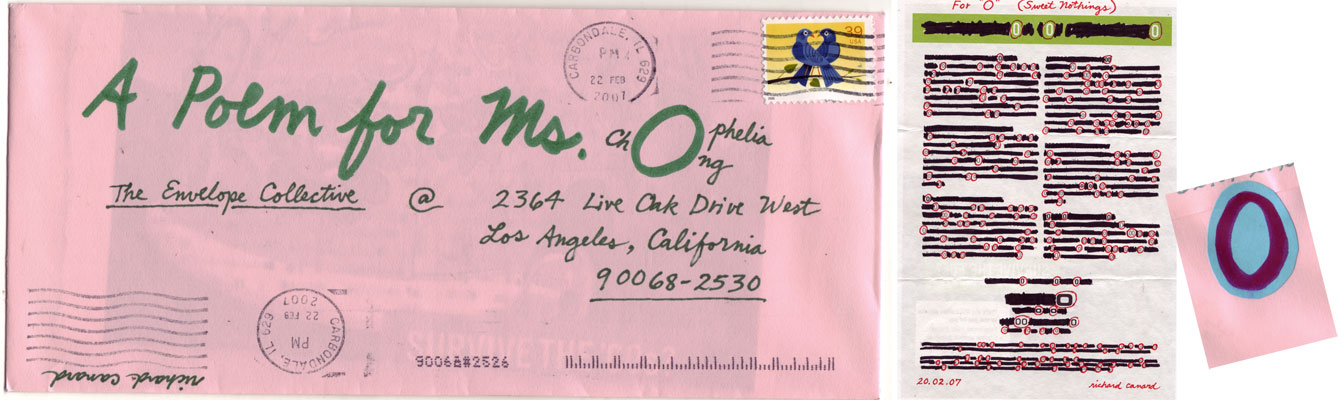 CARBONDALE, IL 629
PM
22 FEB
2007
39
USA
A Poem for Ms. ChOphelia
ng
The Envelope Collective @ 2364 Live Oak Drive West
Los Angeles, California
90068-2530
CARBONDALE, IL 629
PM
22 FEB
2007
richard canard
90068#2526
For "O" (Sweet Nothings)
20.02.07 richard canard
O